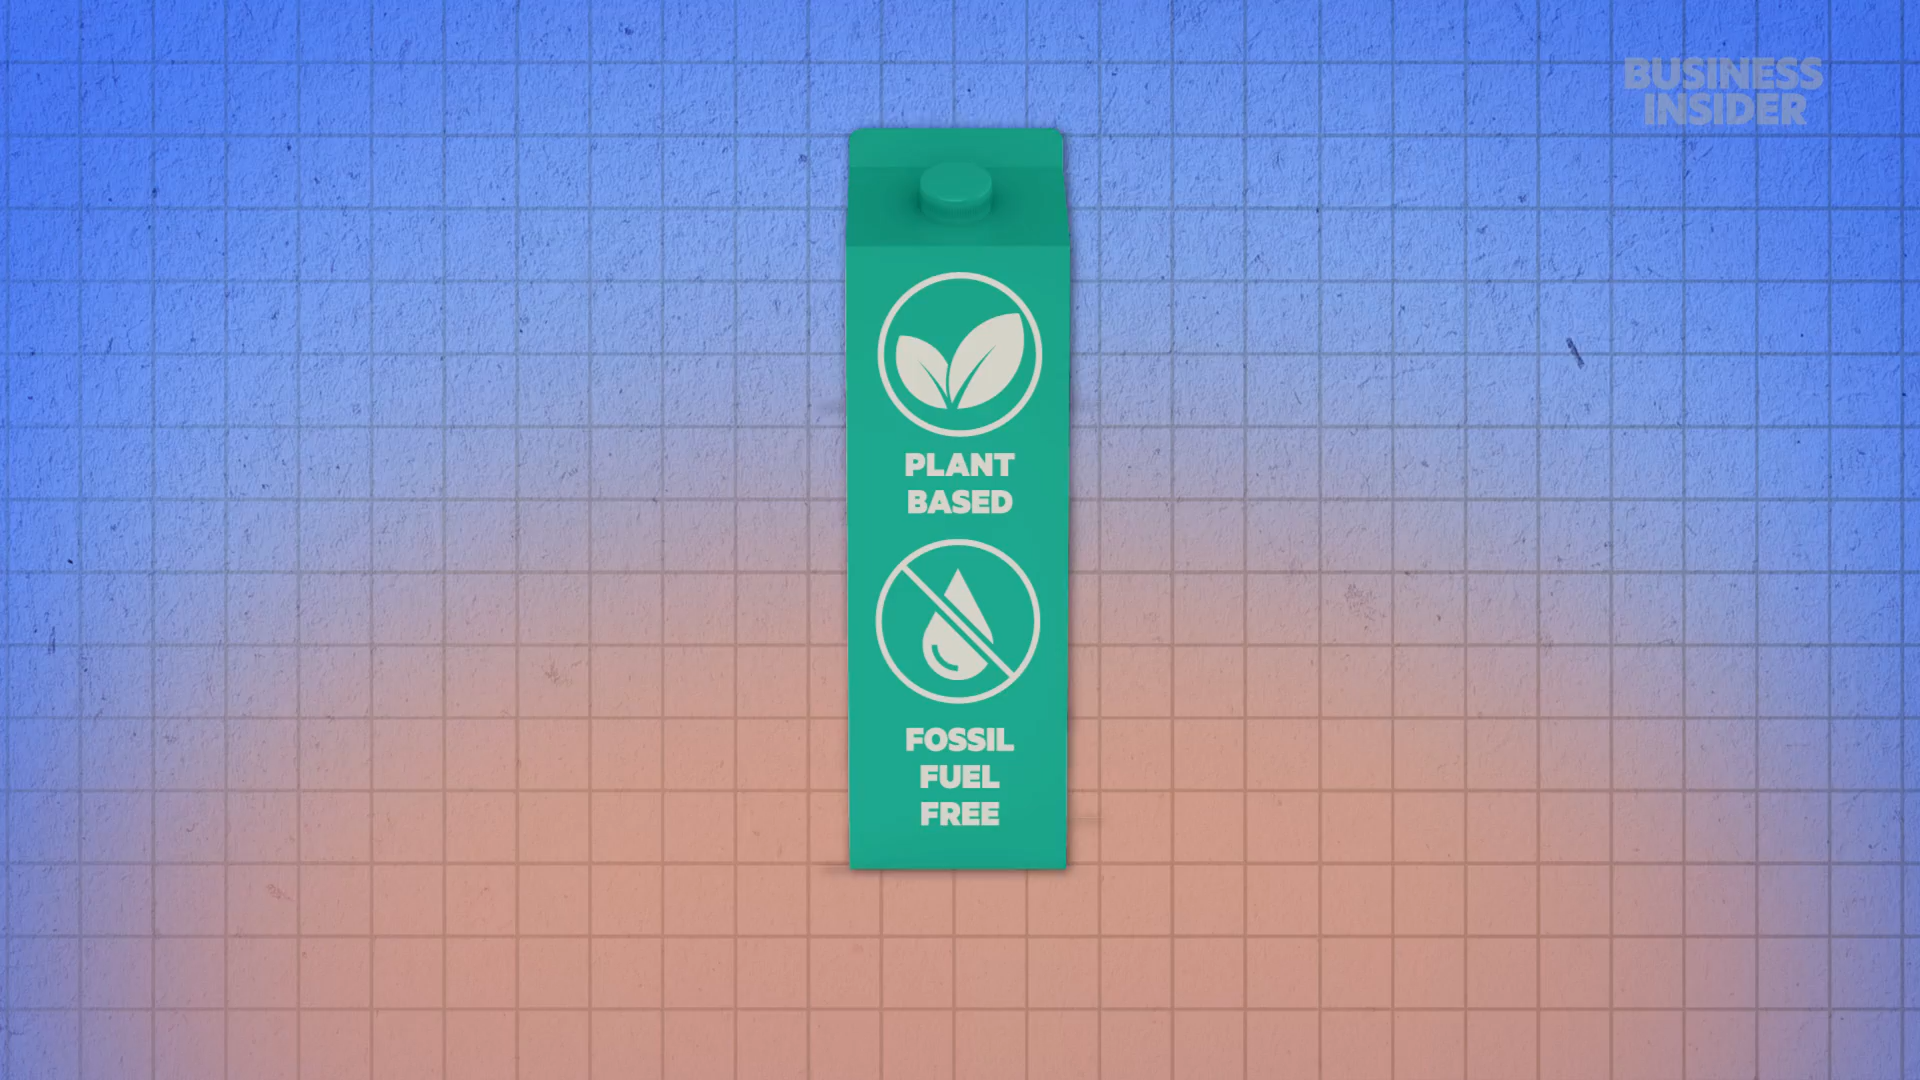 BUSINESS
INSIDER
PLANT
BASED
FOSSIL
FUEL
FREE